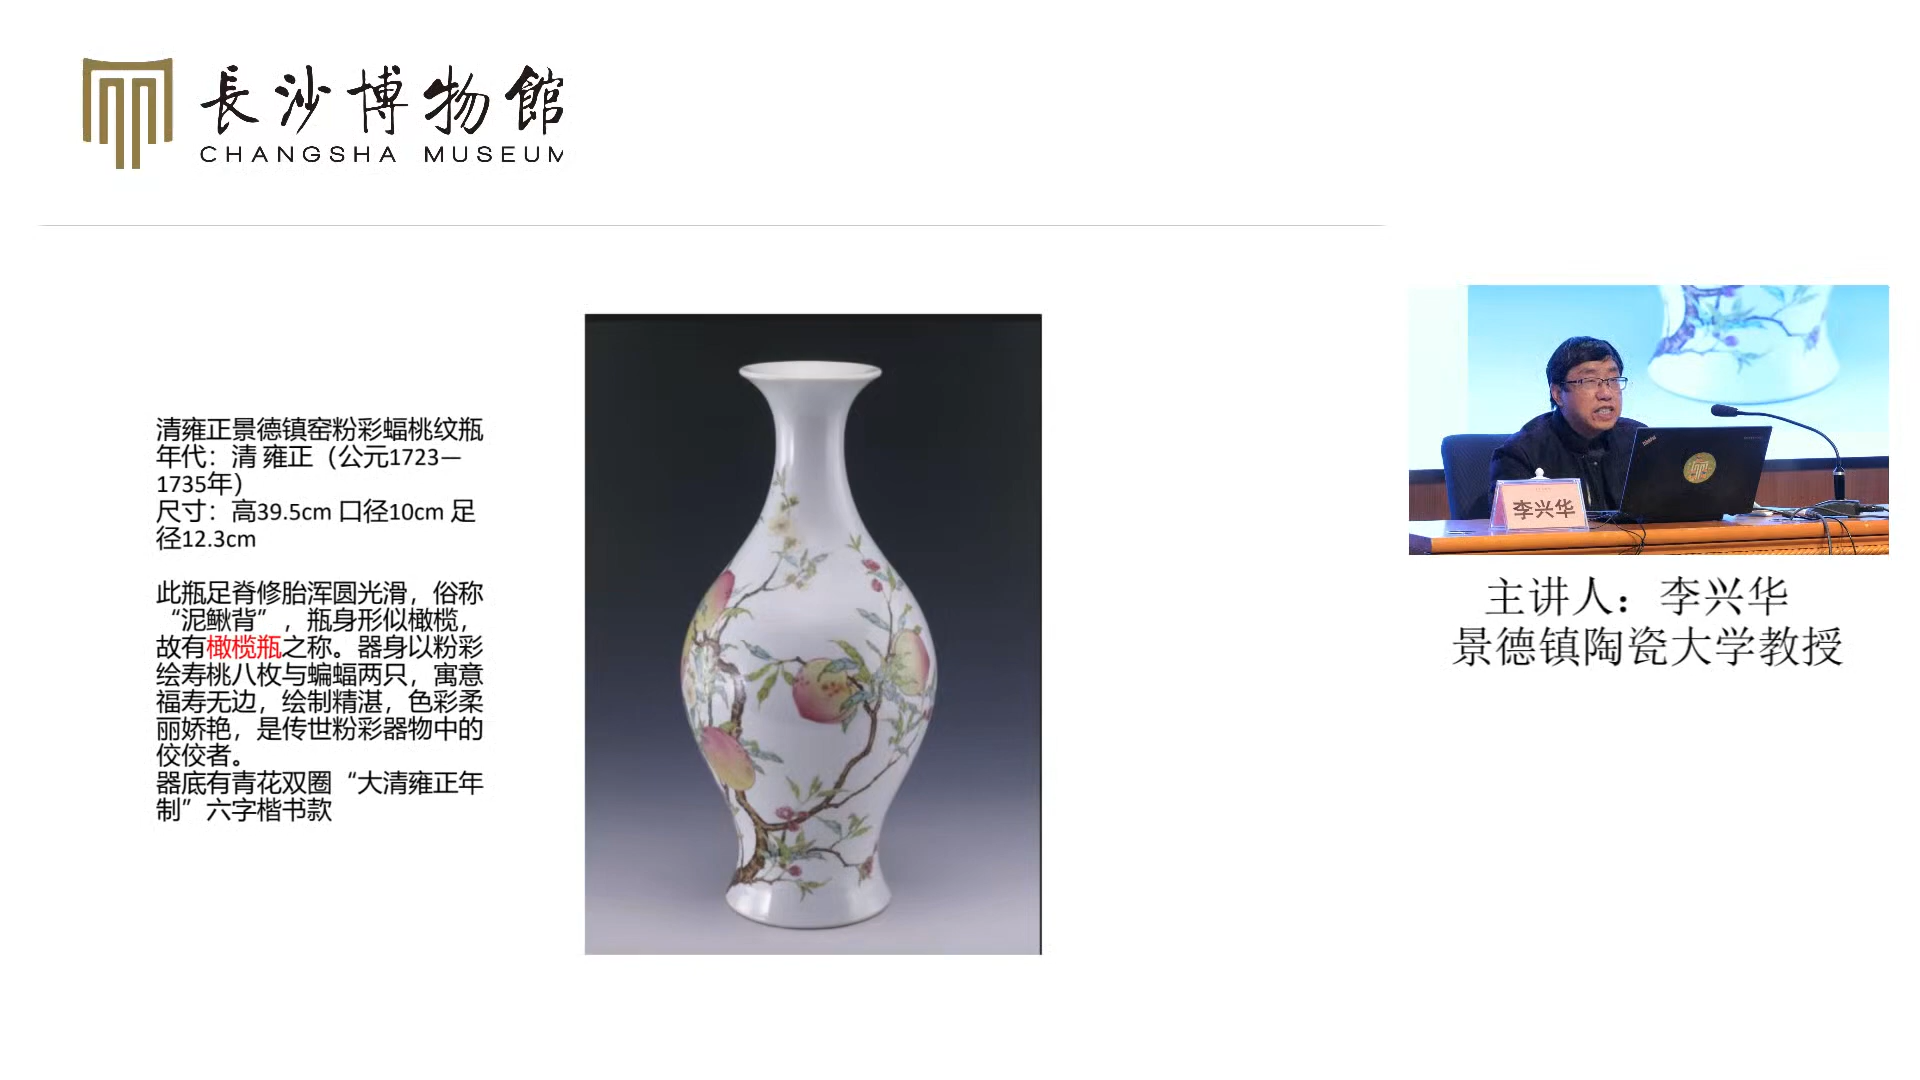 長沙博物館
CHANGSHA MUSEUM
清雍正景德镇窑粉彩蝠桃纹瓶
年代：清 雍正（公元1723—
1735年）
尺寸：高39.5cm 口径10cm 足
径12.3cm
此瓶足脊修胎浑圆光滑，俗称
“泥鳅背”，瓶身形似橄榄，
故有橄榄瓶之称。器身以粉彩
绘寿桃八枚与蝙蝠两只，寓意
福寿无边，绘制精湛，色彩柔
丽娇艳，是传世粉彩器物中的
佼佼者。
器底有青花双圈“大清雍正年
制”六字楷书款
李兴华
主讲人：李兴华
景德镇陶瓷大学教授